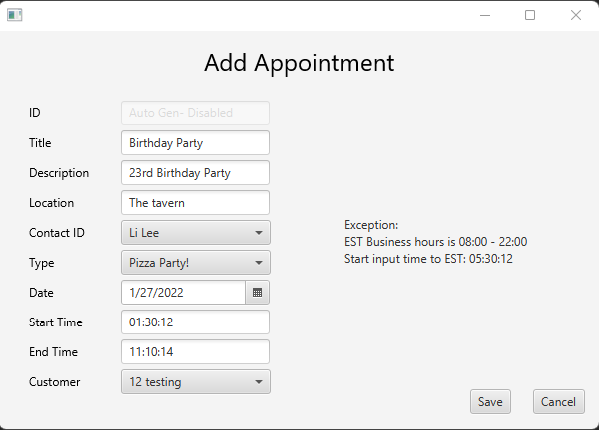 Add Appointment
ID Auto Gen- Disabled
Title Birthday Party
Description 23rd Birthday Party
Location The tavern
Contact ID Li Lee
Type Pizza Party!
Date 1/27/2022
Start Time 01:30:12
End Time 11:10:14
Customer 12 testing
Exception:
EST Business hours is 08:00 - 22:00
Start input time to EST: 05:30:12
Save Cancel